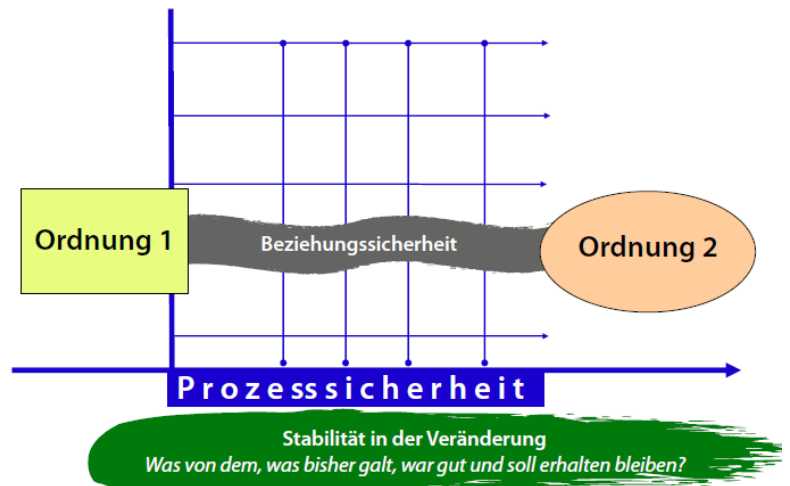 Ordnung 1
Beziehungssicherheit
Ordnung 2
Prozesssicherheit
Stabilität in der Veränderung
Was von dem, was bisher galt, war gut und soll erhalten bleiben?